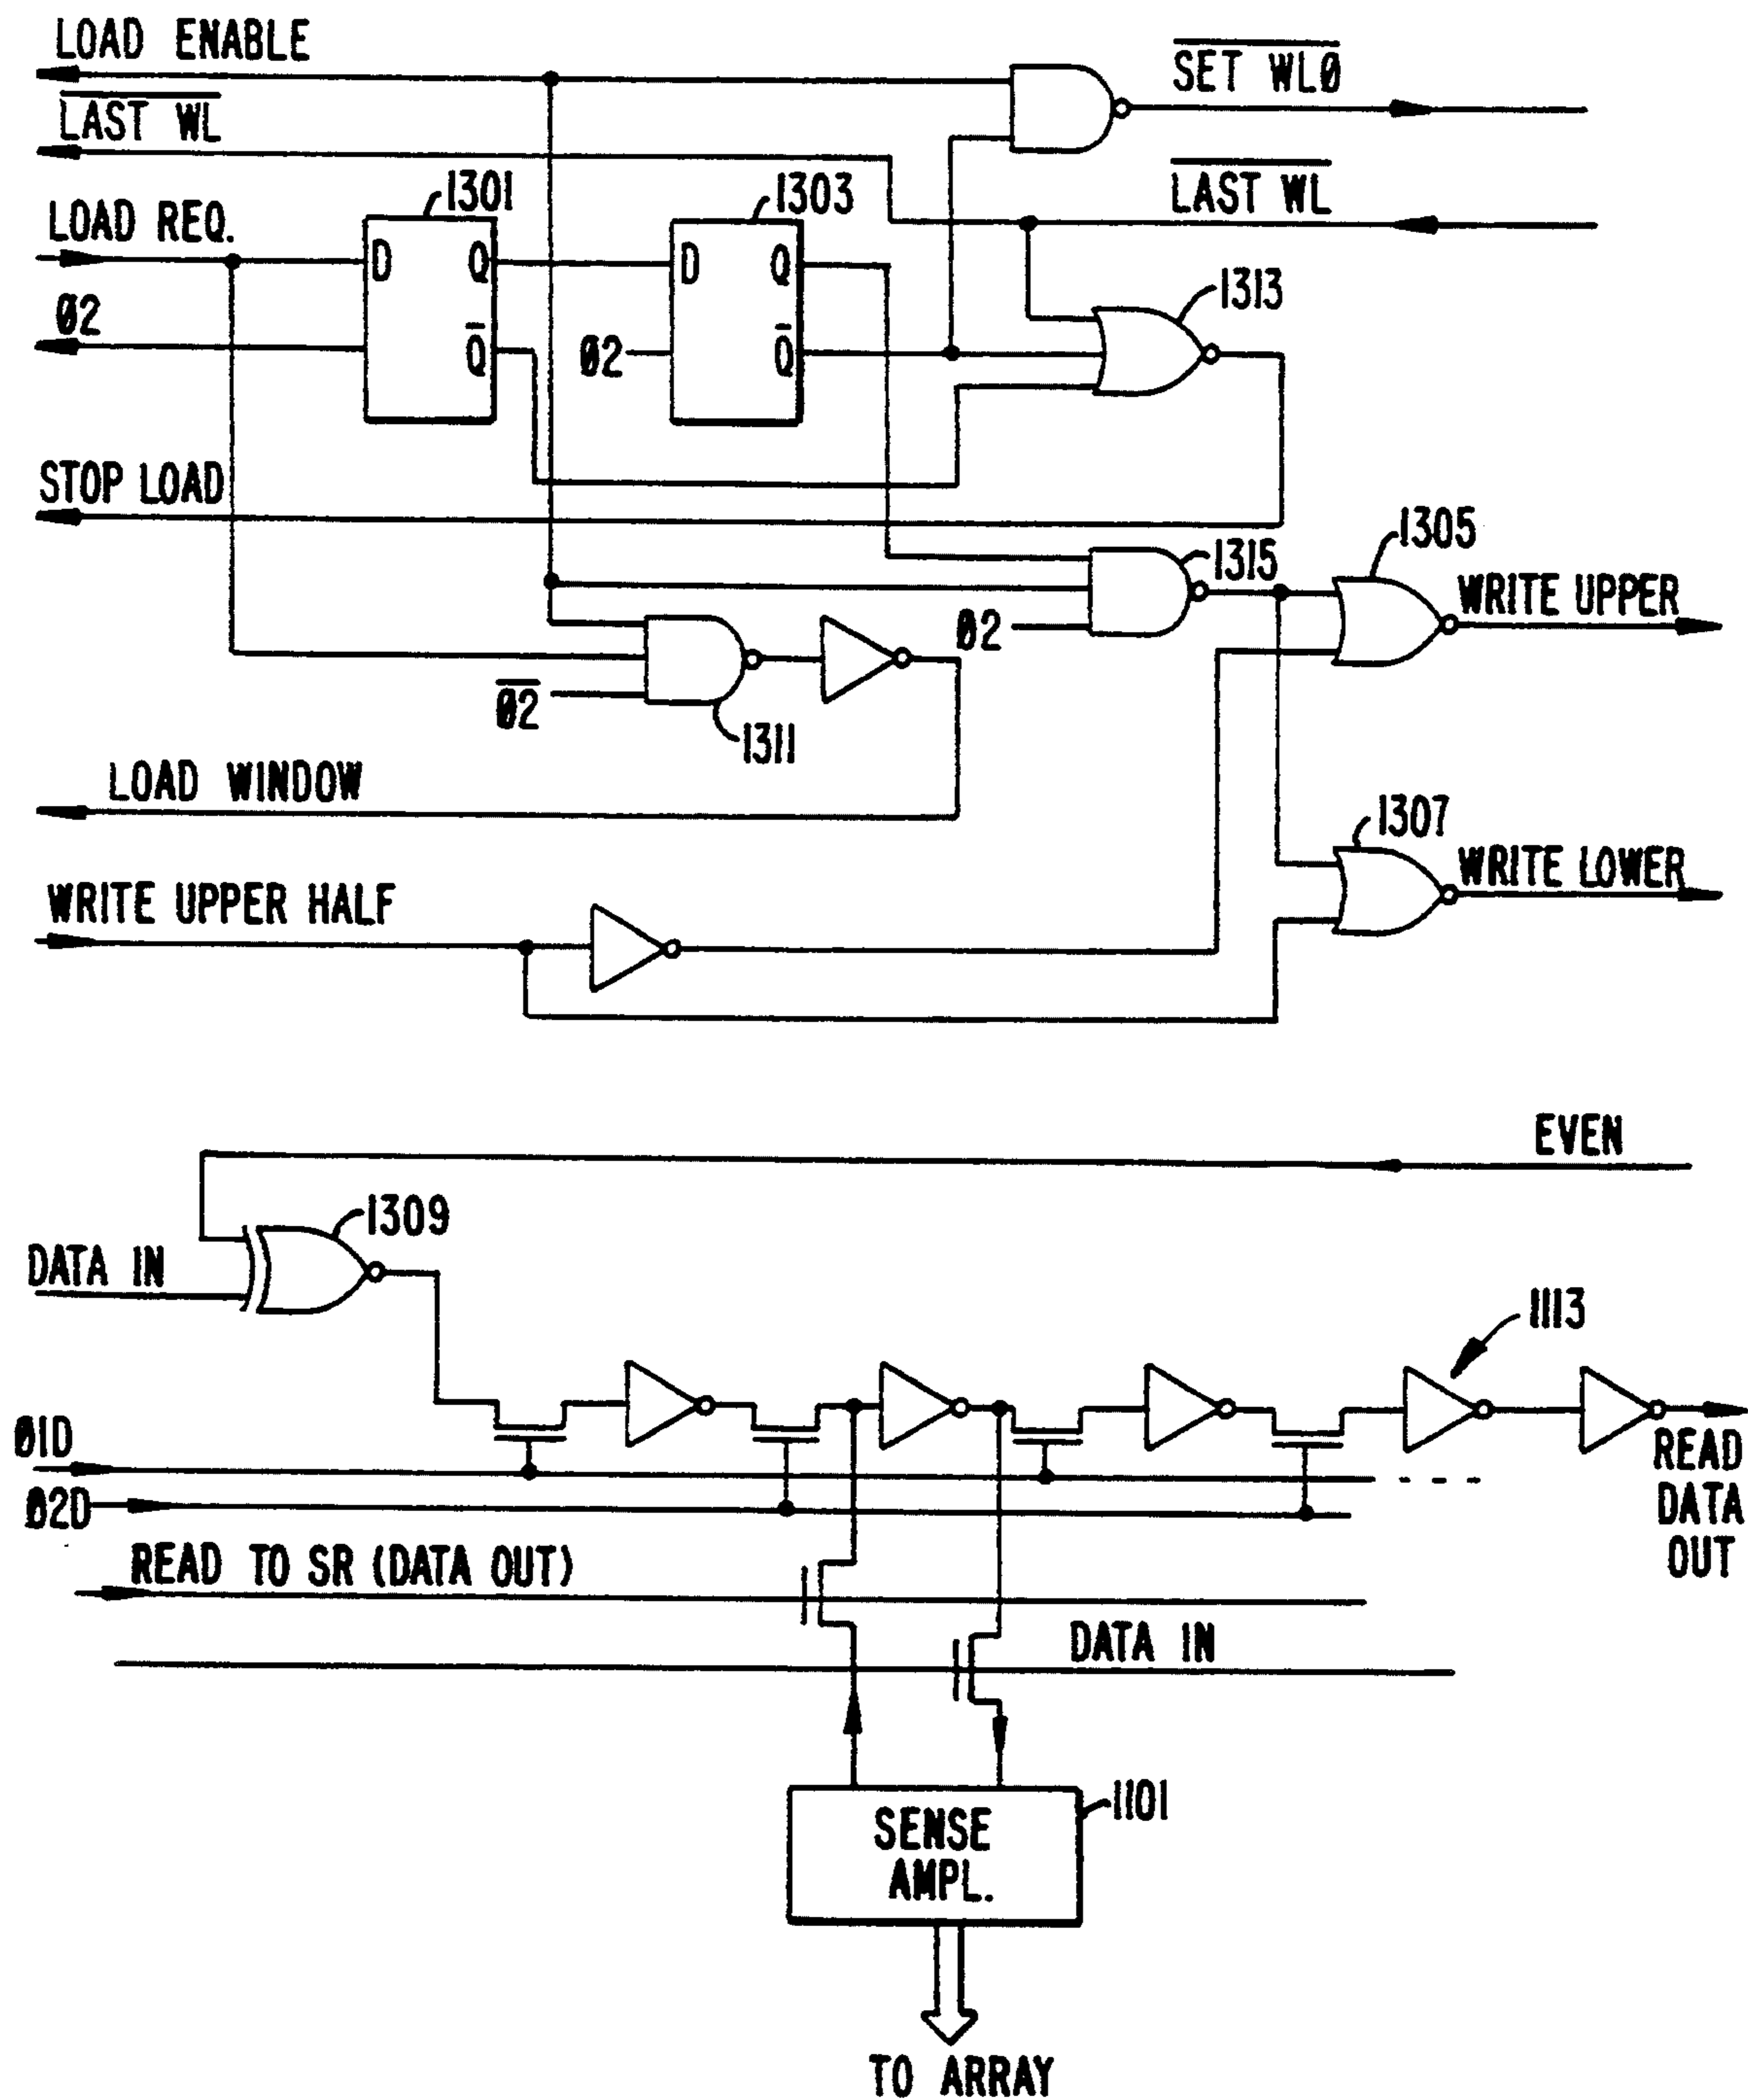 LOAD ENABLE
SET WLØ
LAST WL
LAST WL
1301
1303
LOAD REQ.
D Q
D Q
1313
Ø2
Q̅
Ø2
Q̅
STOP LOAD
1305
1315
WRITE UPPER
Ø2
Ø2
1311
LOAD WINDOW
1307
WRITE LOWER
WRITE UPPER HALF
EVEN
1309
DATA IN
1113
Ø1D
READ
DATA
OUT
Ø2D
READ TO SR (DATA OUT)
DATA IN
1101
SENSE
AMPL.
TO ARRAY